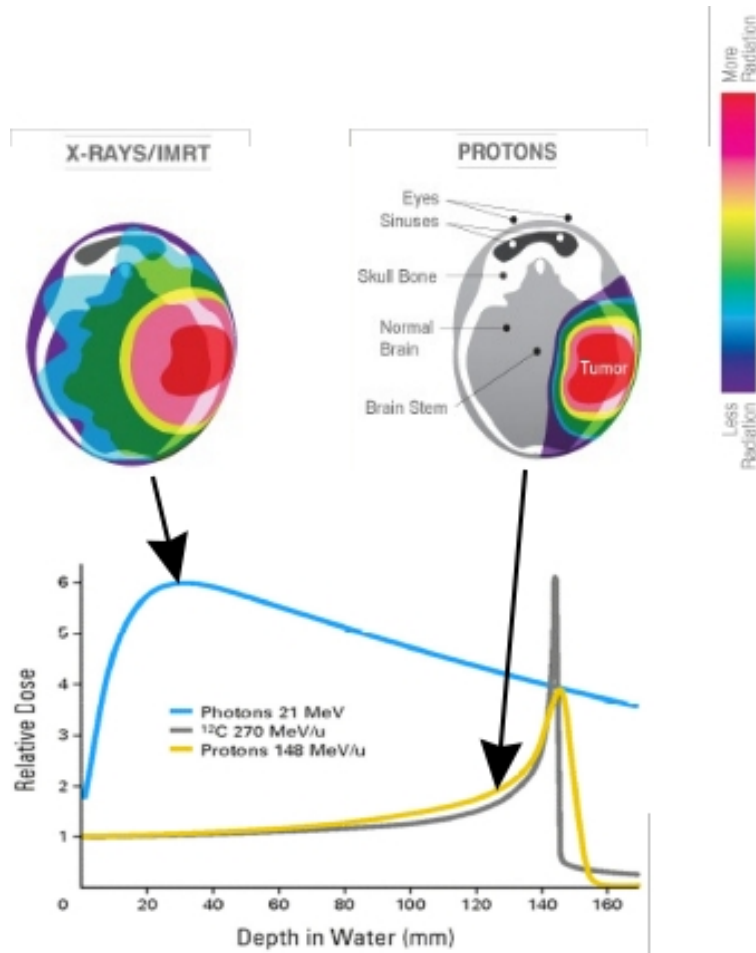 More
Radiation
X-RAYS/IMRT
PROTONS
Eyes
Sinuses
Skull Bone
Normal
Brain
Tumor
Brain Stem
Less
Radiation
6
5
4
3
2
1
Relative Dose
Photons 21 MeV
¹²C 270 MeV/u
Protons 148 MeV/u
0 20 40 60 80 100 120 140 160
Depth in Water (mm)